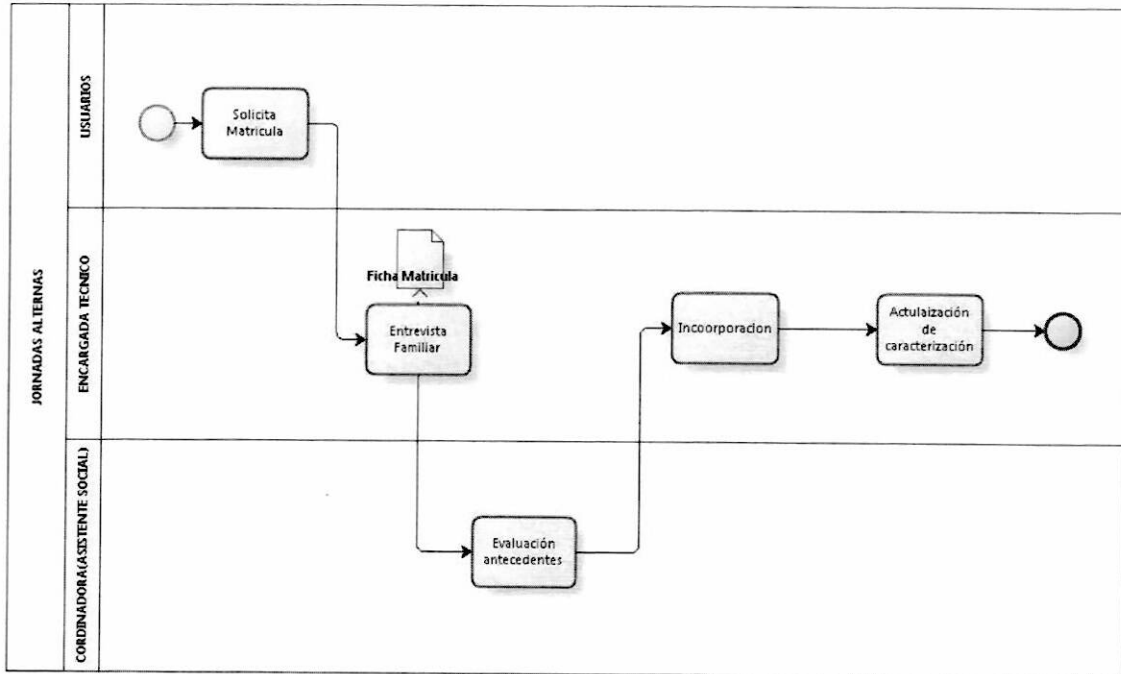 JORNADAS ALTERNAS
USUARIOS
Solicita
Matricula
ENCARGADA TECNICO
Ficha Matricula
Entrevista
Familiar
Incoorporacion
Actulaización
de
caracterización
CORDINADORA(ASISTENTE SOCIAL)
Evaluación
antecedentes